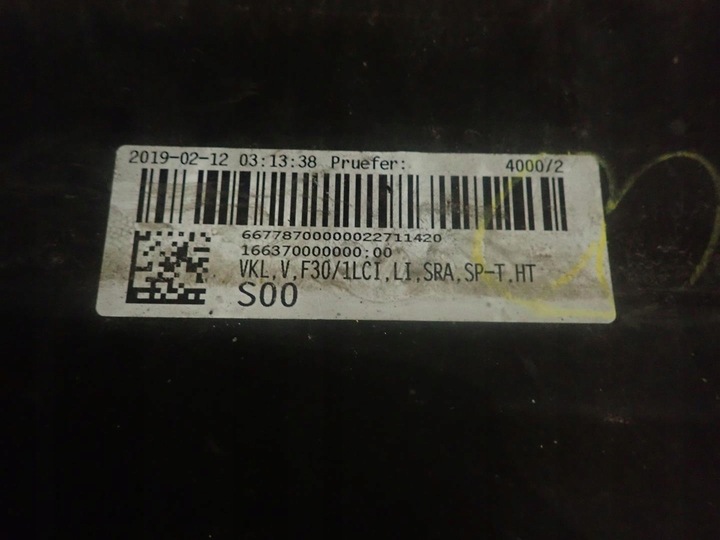 2019-02-12 03:13:38 Pruefer: 4000/2
66778700000022711420
166370000000;00
VKL,V,F30/1LCI,LI,SRA,SP-T,HT
S00